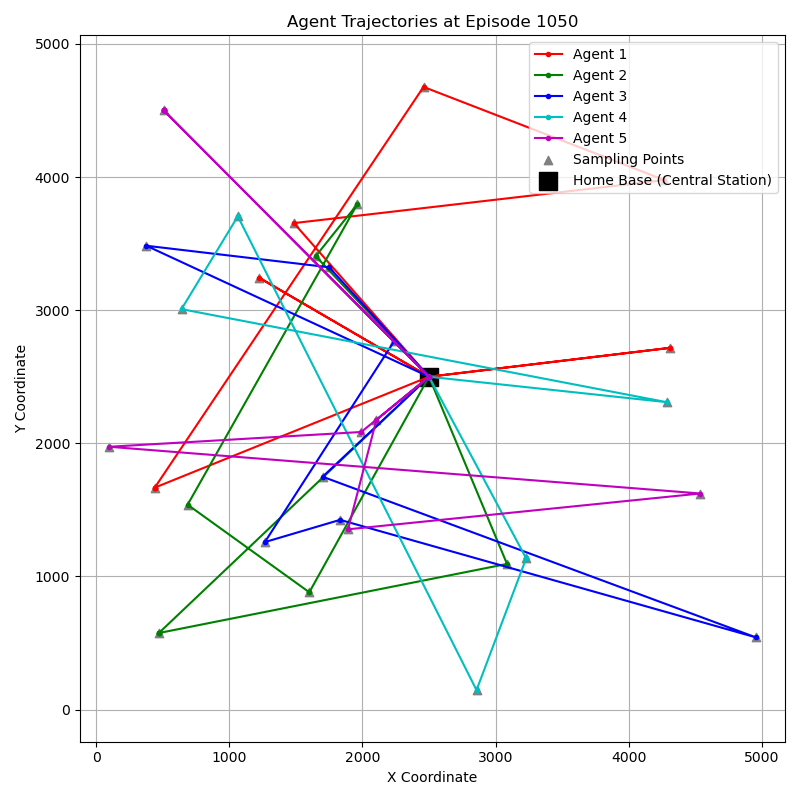 Agent Trajectories at Episode 1050
Agent 1
Agent 2
Agent 3
Agent 4
Agent 5
Sampling Points
Home Base (Central Station)
Y Coordinate
5000
4000
3000
2000
1000
0
0 1000 2000 3000 4000 5000
X Coordinate